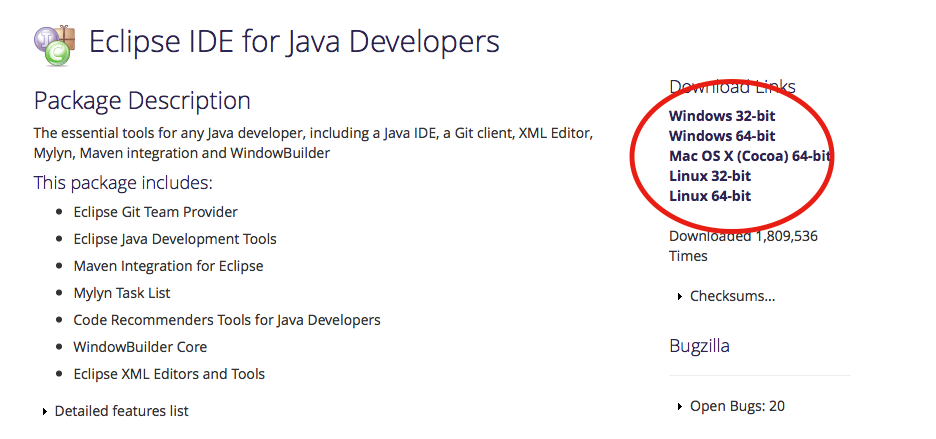 Eclipse IDE for Java Developers
Package Description
The essential tools for any Java developer, including a Java IDE, a Git client, XML Editor,
Mylyn, Maven integration and WindowBuilder
This package includes:
Eclipse Git Team Provider
Eclipse Java Development Tools
Maven Integration for Eclipse
Mylyn Task List
Code Recommenders Tools for Java Developers
WindowBuilder Core
Eclipse XML Editors and Tools
Detailed features list
Download Links
Windows 32-bit
Windows 64-bit
Mac OS X (Cocoa) 64-bit
Linux 32-bit
Linux 64-bit
Downloaded 1,809,536
Times
Checksums...
Bugzilla
Open Bugs: 20